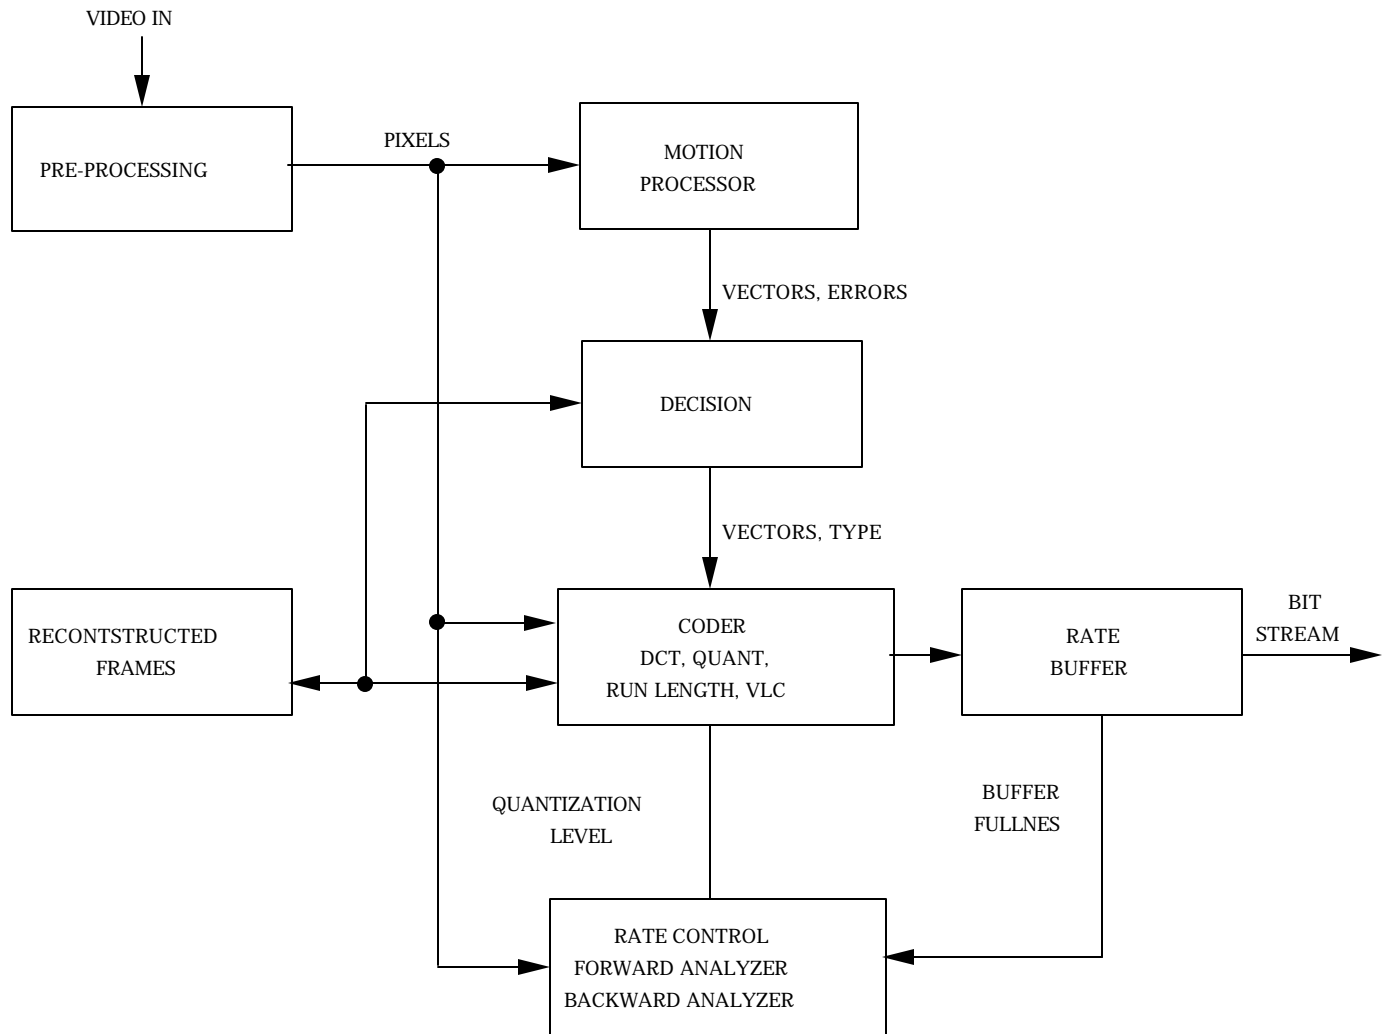 VIDEO IN
PIXELS
PRE-PROCESSING
MOTION
PROCESSOR
VECTORS, ERRORS
DECISION
VECTORS, TYPE
RECONTSTRUCTED
FRAMES
CODER
DCT, QUANT,
RUN LENGTH, VLC
RATE
BUFFER
BIT
STREAM
QUANTIZATION
LEVEL
BUFFER
FULLNES
RATE CONTROL
FORWARD ANALYZER
BACKWARD ANALYZER